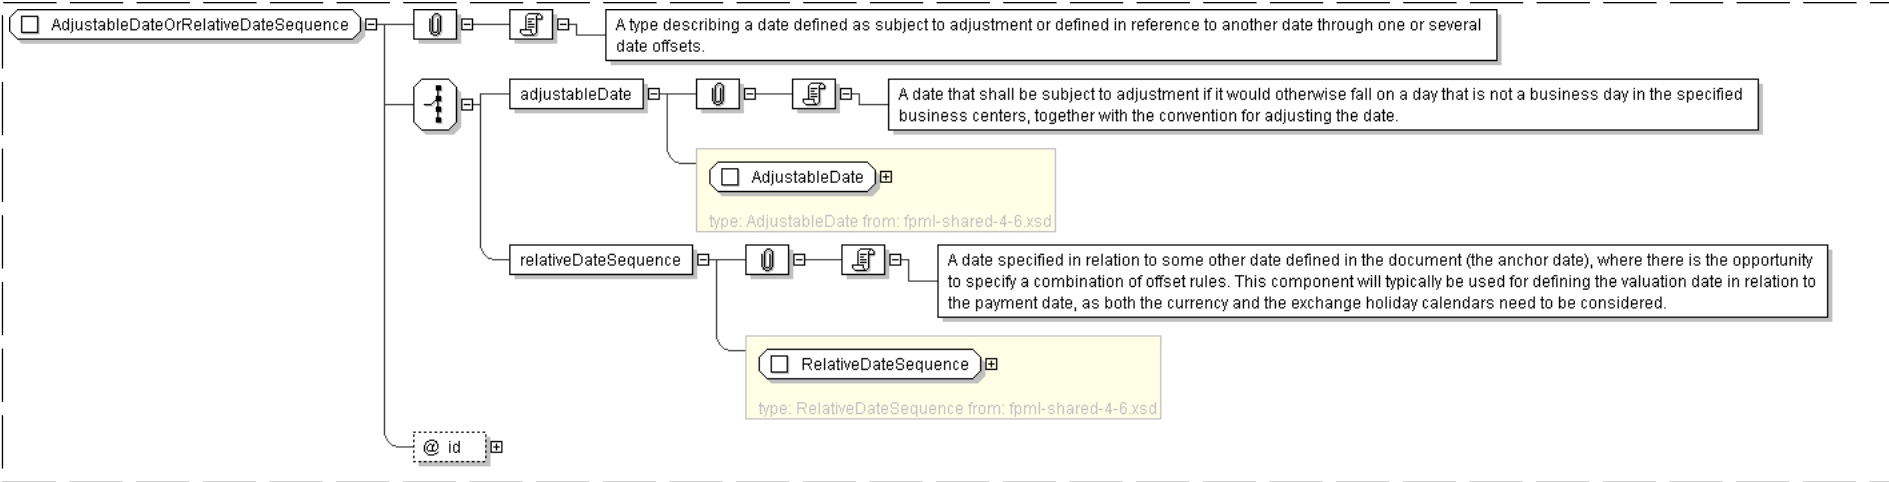 AdjustableDateOrRelativeDateSequence
A type describing a date defined as subject to adjustment or defined in reference to another date through one or several
date offsets.
adjustableDate
A date that shall be subject to adjustment if it would otherwise fall on a day that is not a business day in the specified
business centers, together with the convention for adjusting the date.
AdjustableDate
type: AdjustableDate from: fpml-shared-4-6.xsd
relativeDateSequence
A date specified in relation to some other date defined in the document (the anchor date), where there is the opportunity
to specify a combination of offset rules. This component will typically be used for defining the valuation date in relation to
the payment date, as both the currency and the exchange holiday calendars need to be considered.
RelativeDateSequence
type: RelativeDateSequence from: fpml-shared-4-6.xsd
@ id